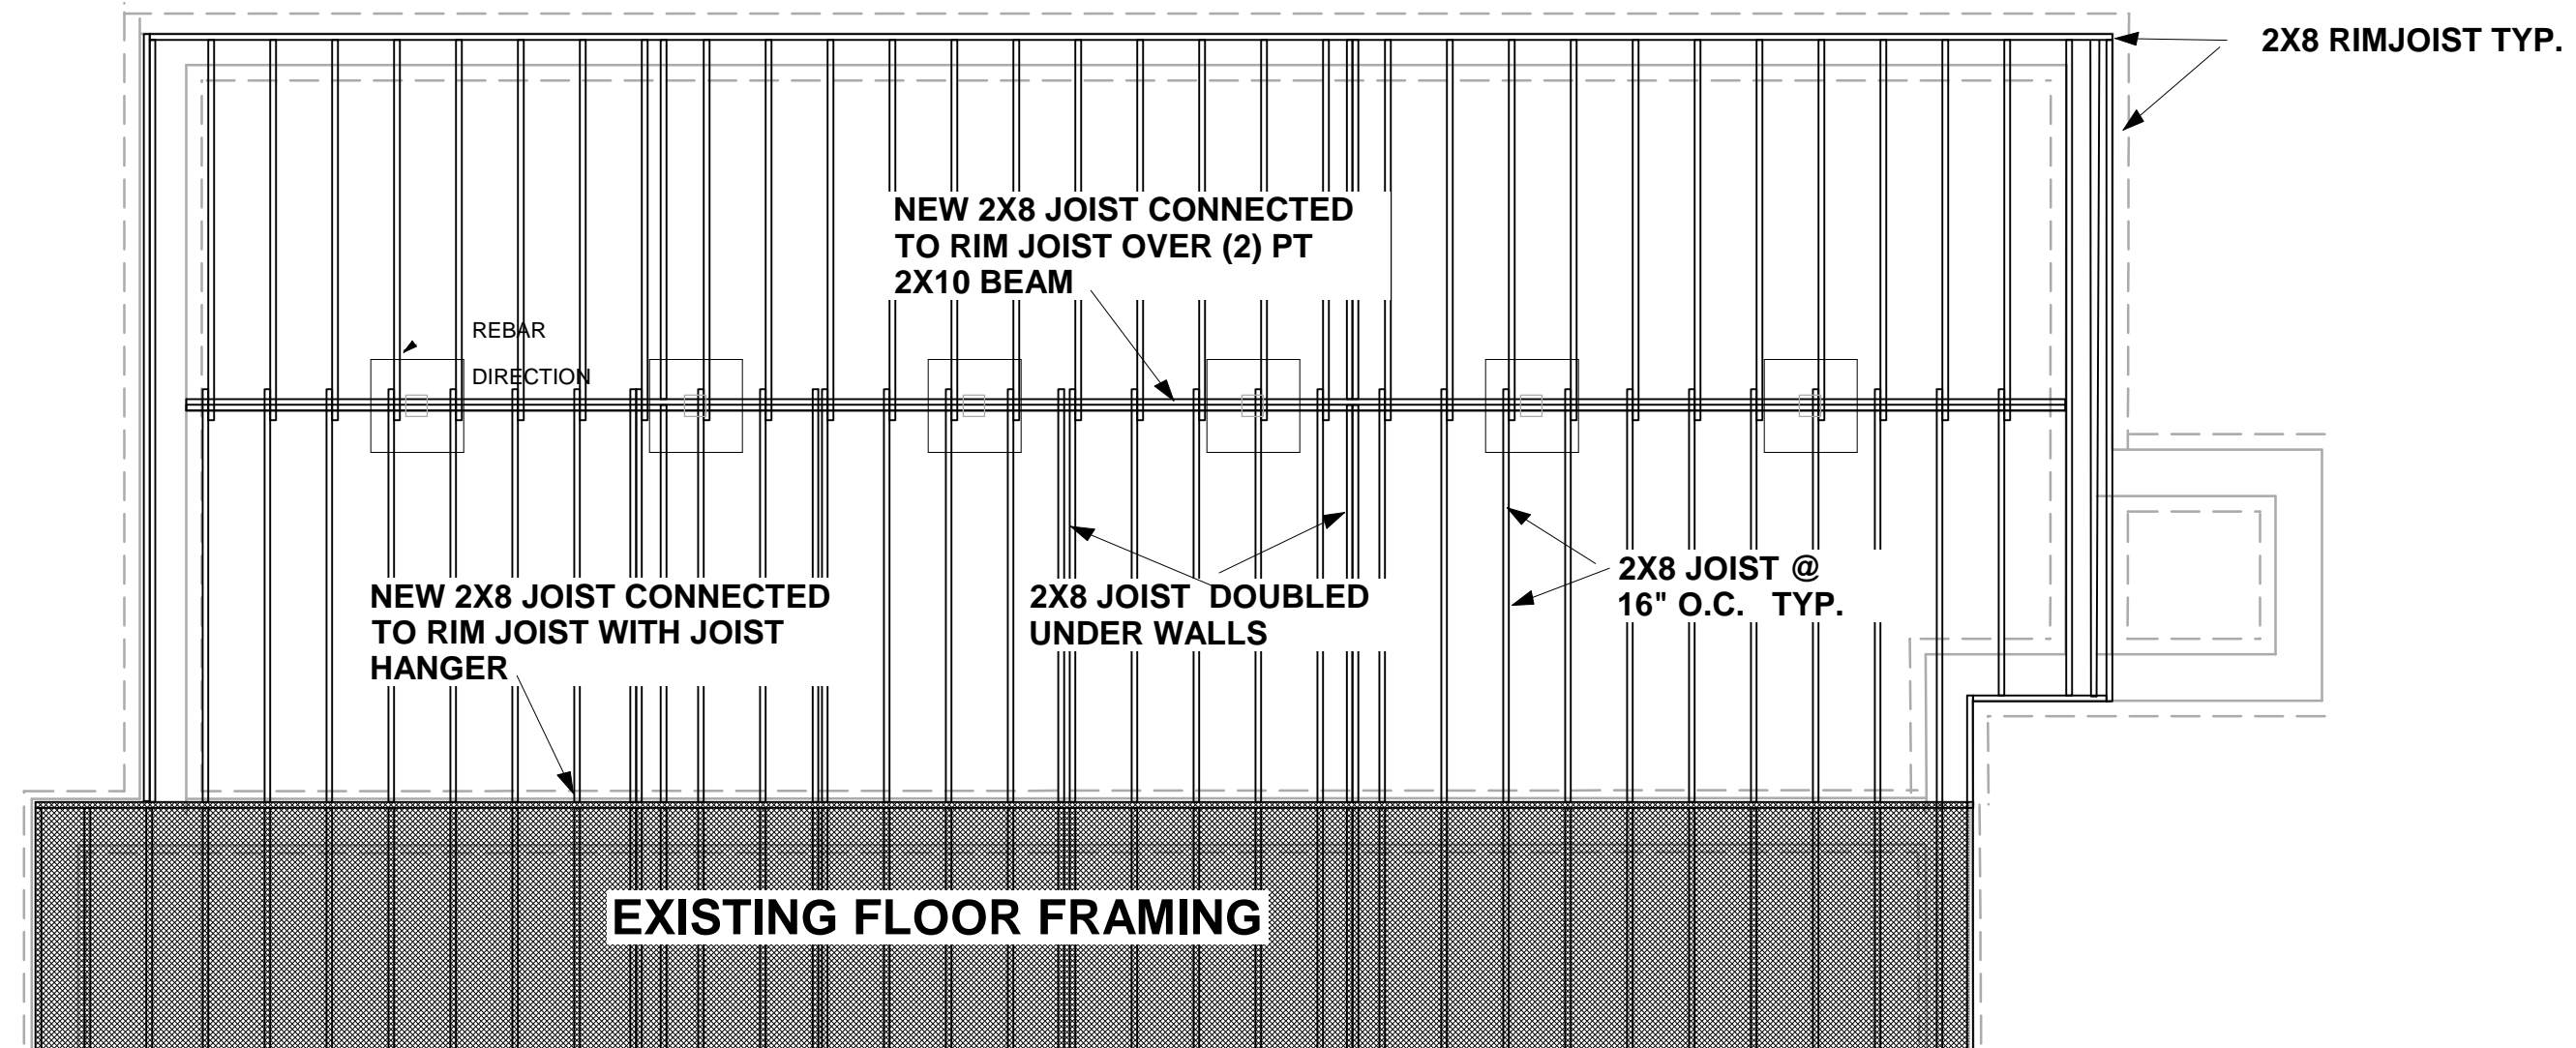 2X8 RIMJOIST TYP.
NEW 2X8 JOIST CONNECTED
TO RIM JOIST OVER (2) PT
2X10 BEAM
REBAR
DIRECTION
NEW 2X8 JOIST CONNECTED
TO RIM JOIST WITH JOIST
HANGER
2X8 JOIST DOUBLED
UNDER WALLS
2X8 JOIST @
16" O.C. TYP.
EXISTING FLOOR FRAMING